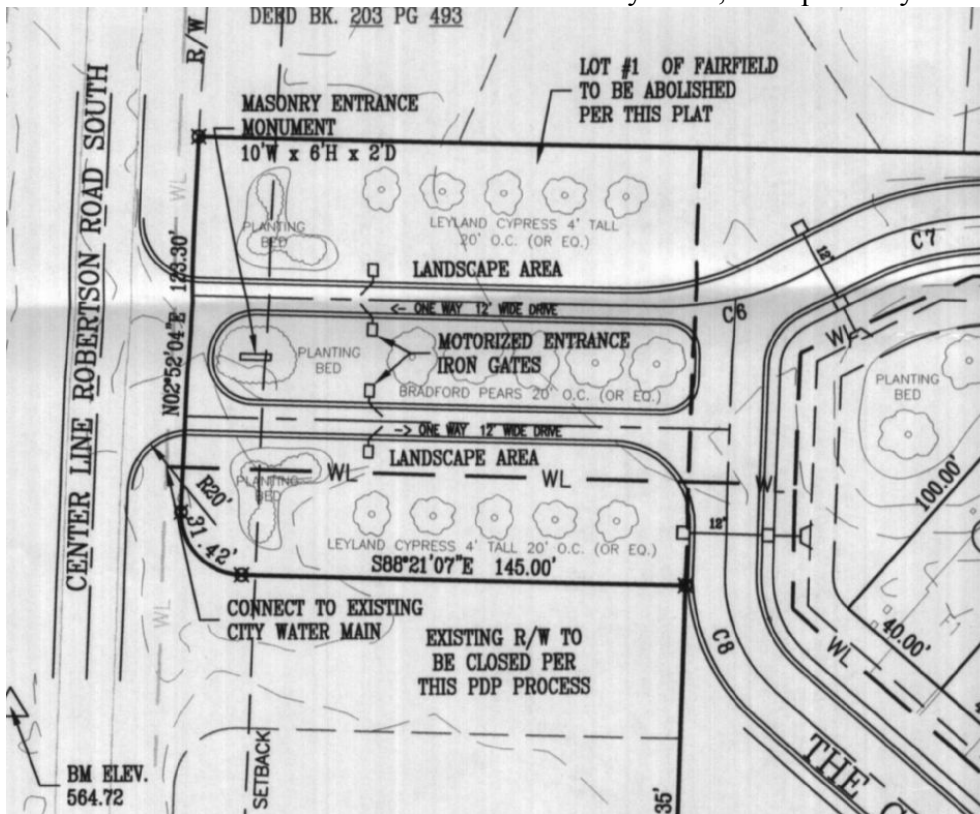 DEED BK. 203 PG 493
R/W
CENTER LINE ROBERTSON ROAD SOUTH
LOT #1 OF FAIRFIELD
TO BE ABOLISHED
PER THIS PLAT
MASONRY ENTRANCE
MONUMENT
10'W x 6'H x 2'D
WL
PLANTING
BED
LEYLAND CYPRESS 4' TALL
20' O.C. (OR EQ.)
LANDSCAPE AREA
N02°52'04"E 123.30'
<- ONE WAY 12' WIDE DRIVE
C6
C7
PLANTING
BED
MOTORIZED ENTRANCE
IRON GATES
BRADFORD PEARS 20' O.C. (OR EQ.)
WL
PLANTING
BED
-> ONE WAY 12' WIDE DRIVE
LANDSCAPE AREA
WL
WL
PLANTING
BED
R20'
31.42'
12"
100.00'
LEYLAND CYPRESS 4' TALL 20' O.C. (OR EQ.)
S88°21'07"E 145.00'
CONNECT TO EXISTING
CITY WATER MAIN
WL
EXISTING R/W TO
BE CLOSED PER
THIS PDP PROCESS
C8
WL
40.00'
BM ELEV.
564.72
SETBACK
35'
THE